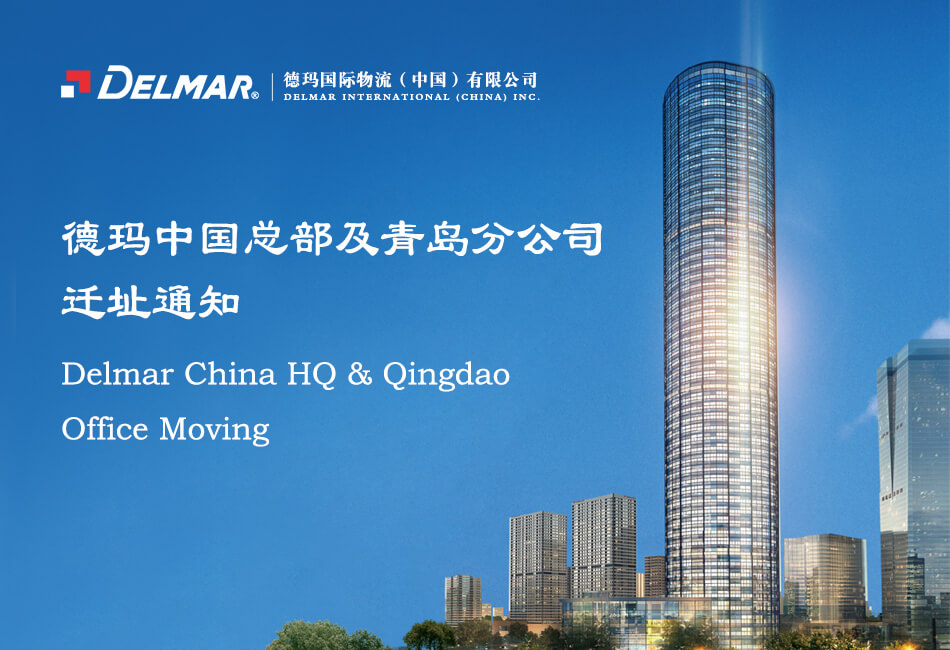 DELMAR®
德玛国际物流（中国）有限公司
DELMAR INTERNATIONAL (CHINA) INC.
德玛中国总部及青岛分公司
迁址通知
Delmar China HQ & Qingdao
Office Moving